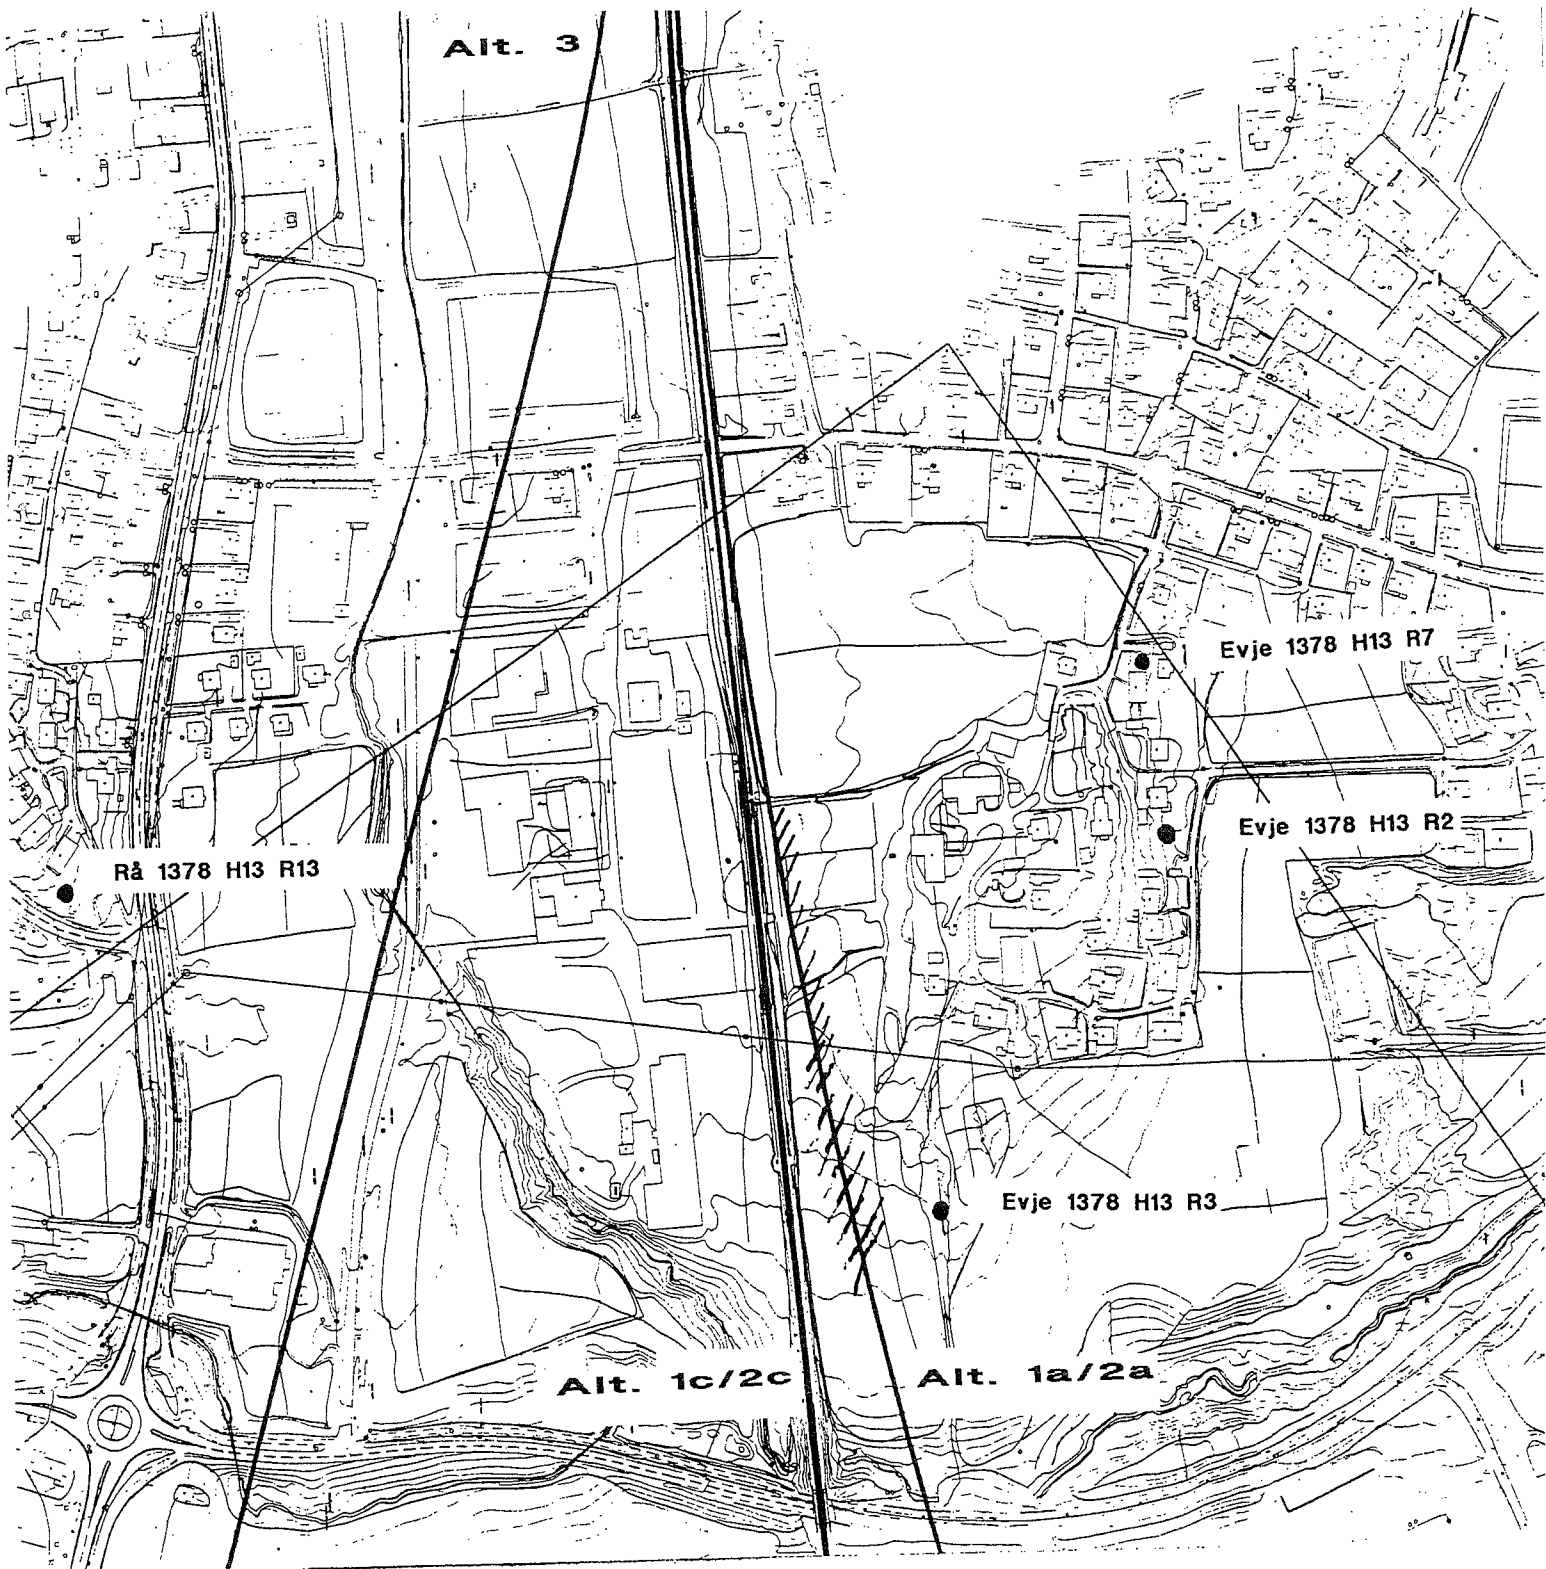 Alt. 3
Evje 1378 H13 R7
Evje 1378 H13 R2
Rå 1378 H13 R13
Evje 1378 H13 R3
Alt. 1c/2c
Alt. 1a/2a